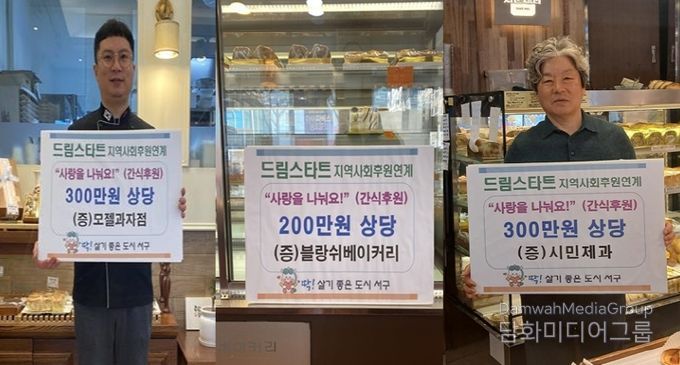 드림스타트 지역사회후원연계
“사랑을 나눠요!” (간식후원)
300만원 상당
(증)모젤과자점
딱! 살기 좋은 도시 서구
드림스타트 지역사회후원연계
“사랑을 나눠요!” (간식후원)
200만원 상당
(증)블랑쉬베이커리
딱! 살기 좋은 도시 서구
드림스타트 지역사회후원연계
“사랑을 나눠요!” (간식후원)
300만원 상당
(증)시민제과
딱! 살기 좋은 도시 서구
DamwahMediaGroup
담화미디어그룹